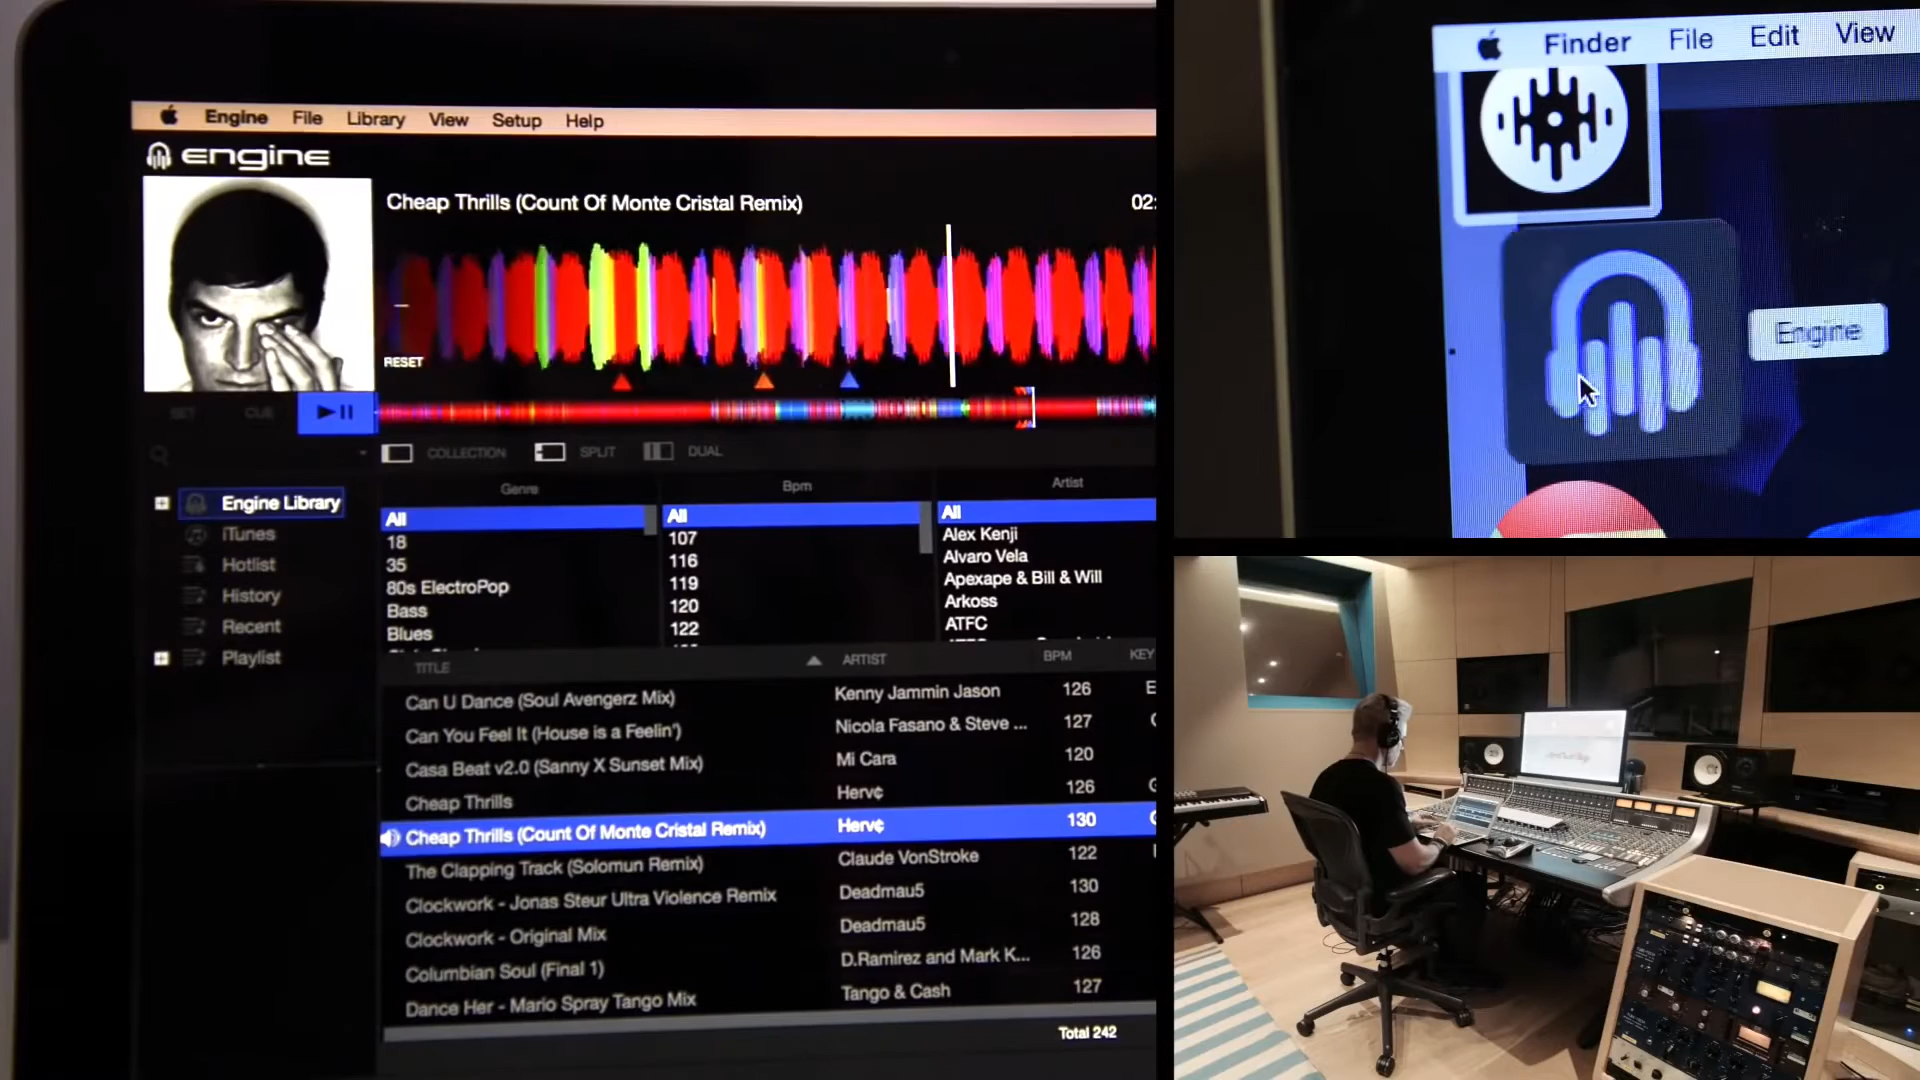 Engine File Library View Setup Help
engine
Cheap Thrills (Count Of Monte Cristal Remix)
02:
RESET
SET CUE
COLLECTION SPLIT DUAL
Engine Library
iTunes
Hotlist
History
Recent
Playlist
Genre
All
18
35
80s ElectroPop
Bass
Blues
Bpm
All
107
116
119
120
122
Artist
All
Alex Kenji
Alvaro Vela
Apexape & Bill & Will
Arkoss
ATFC
TITLE ARTIST BPM KEY
Can U Dance (Soul Avengerz Mix) Kenny Jammin Jason 126 E
Can You Feel It (House is a Feelin') Nicola Fasano & Steve ... 127
Casa Beat v2.0 (Sanny X Sunset Mix) Mi Cara 120
Cheap Thrills Herv¢ 126
Cheap Thrills (Count Of Monte Cristal Remix) Herv¢ 130
The Clapping Track (Solomun Remix) Claude VonStroke 122
Clockwork - Jonas Steur Ultra Violence Remix Deadmau5 130
Clockwork - Original Mix Deadmau5 128
Columbian Soul (Final 1) D.Ramirez and Mark K... 126
Dance Her - Mario Spray Tango Mix Tango & Cash 127
Total 242
Finder File Edit View
Engine